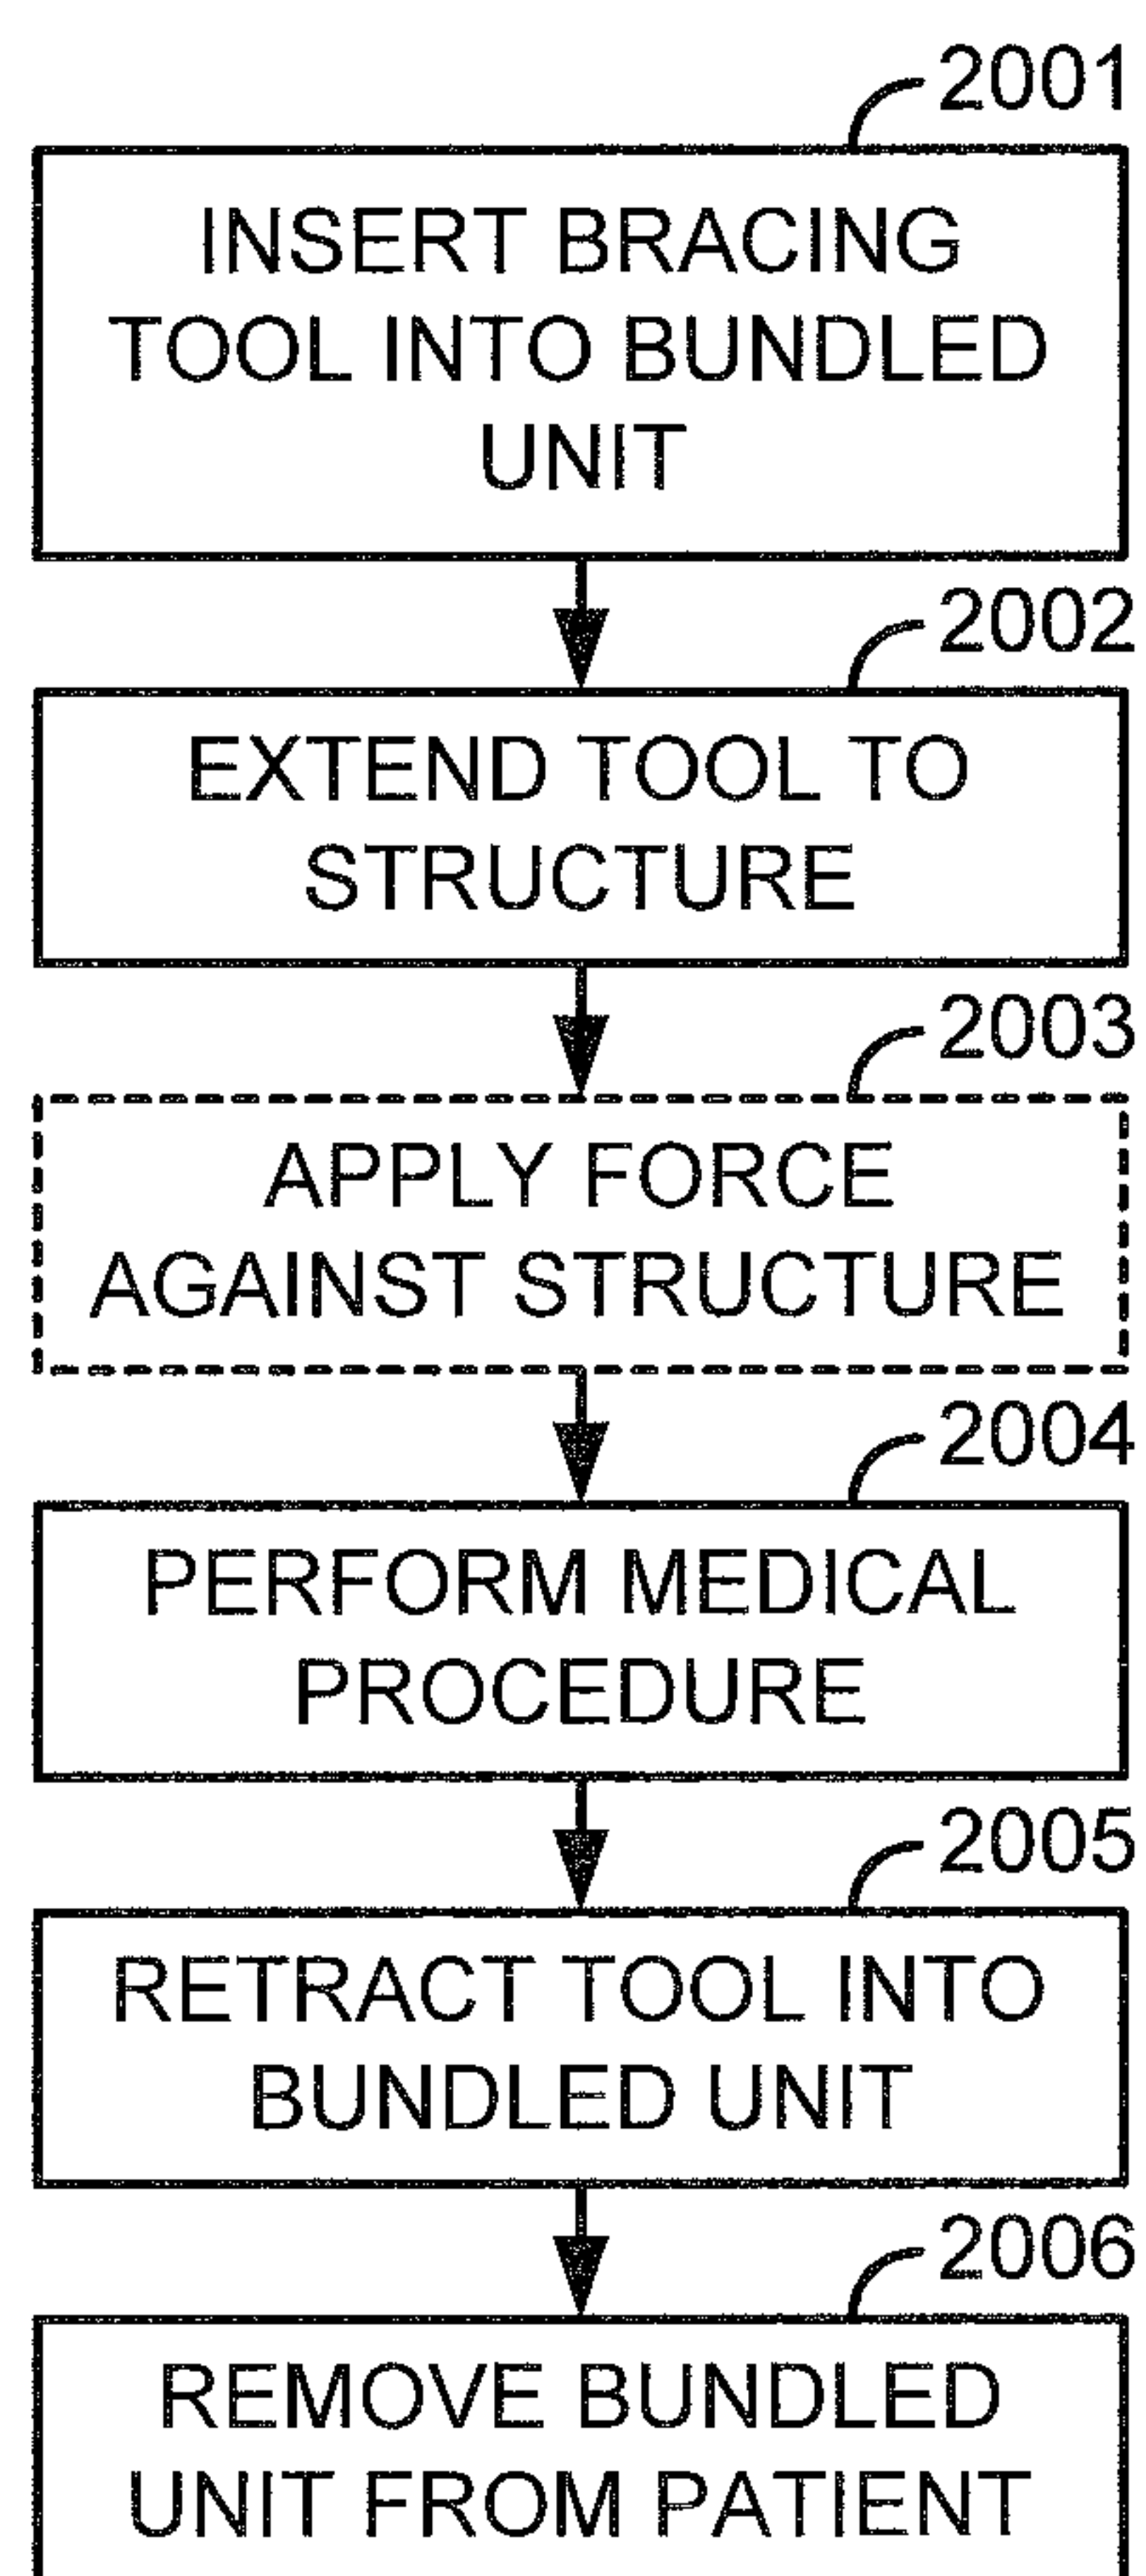 2001
INSERT BRACING
TOOL INTO BUNDLED
UNIT
2002
EXTEND TOOL TO
STRUCTURE
2003
APPLY FORCE
AGAINST STRUCTURE
2004
PERFORM MEDICAL
PROCEDURE
2005
RETRACT TOOL INTO
BUNDLED UNIT
2006
REMOVE BUNDLED
UNIT FROM PATIENT